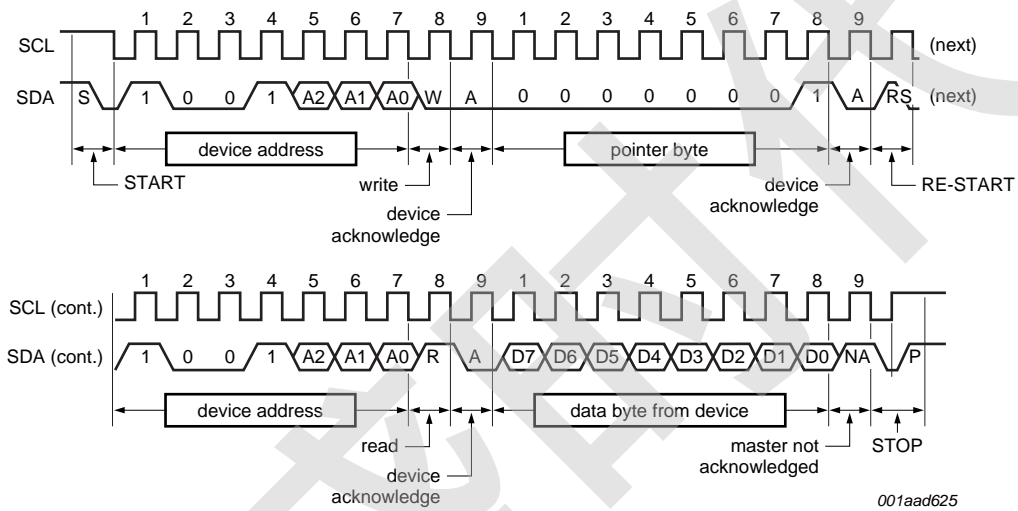 1 2 3 4 5 6 7 8 9 1 2 3 4 5 6 7 8 9
SCL (next)
SDA S 1 0 0 1 A2 A1 A0 W A 0 0 0 0 0 0 0 1 A RS (next)
device address pointer byte
START write device acknowledge device acknowledge RE-START
1 2 3 4 5 6 7 8 9 1 2 3 4 5 6 7 8 9
SCL (cont.)
SDA (cont.) 1 0 0 1 A2 A1 A0 R A D7 D6 D5 D4 D3 D2 D1 D0 NA P
device address data byte from device
read device acknowledge master not acknowledged STOP
001aad625